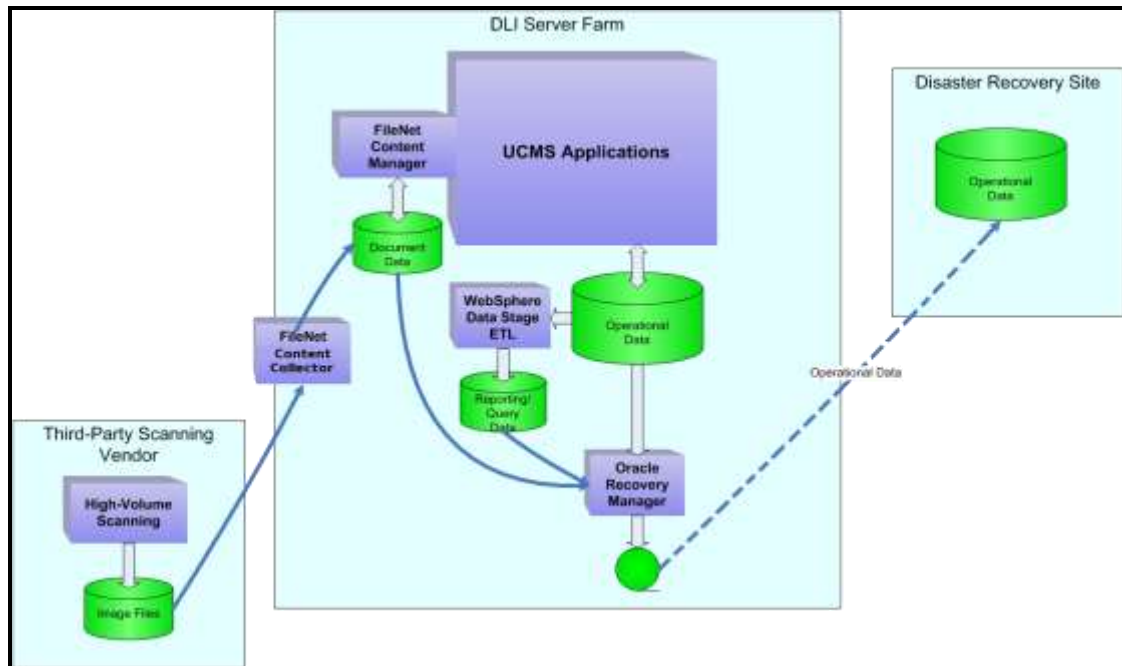 DLI Server Farm
Disaster Recovery Site
FileNet
Content
Manager
UCMS Applications
Operational
Data
Document
Data
WebSphere
Data Stage
ETL
Operational
Data
FileNet
Content
Collector
Operational Data
Reporting/
Query Data
Third-Party Scanning
Vendor
Oracle
Recovery
Manager
High-Volume
Scanning
Image Files